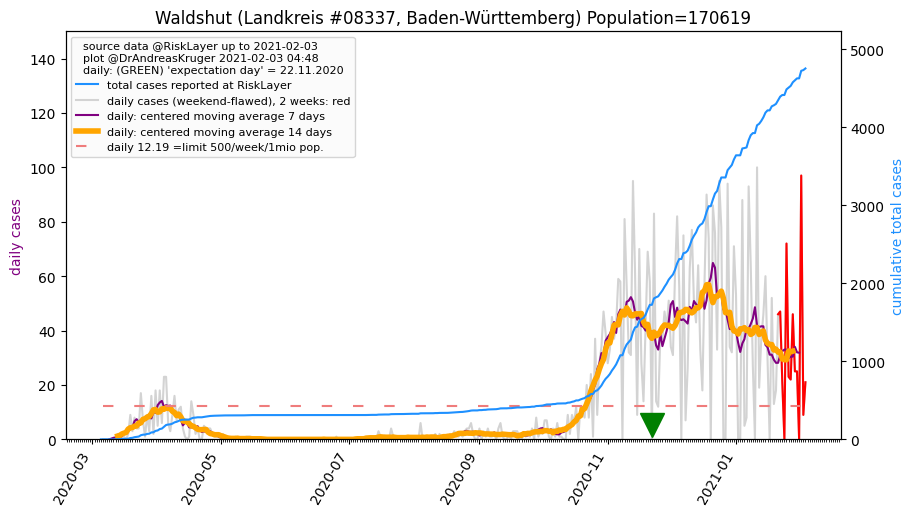 Waldshut (Landkreis #08337, Baden-Württemberg) Population=170619
source data @RiskLayer up to 2021-02-03
plot @DrAndreasKruger 2021-02-03 04:48
daily: (GREEN) 'expectation day' = 22.11.2020
total cases reported at RiskLayer
daily cases (weekend-flawed), 2 weeks: red
daily: centered moving average 7 days
daily: centered moving average 14 days
daily 12.19 =limit 500/week/1mio pop.
daily cases
140
120
100
80
60
40
20
0
cumulative total cases
5000
4000
3000
2000
1000
0
2020-03
2020-05
2020-07
2020-09
2020-11
2021-01